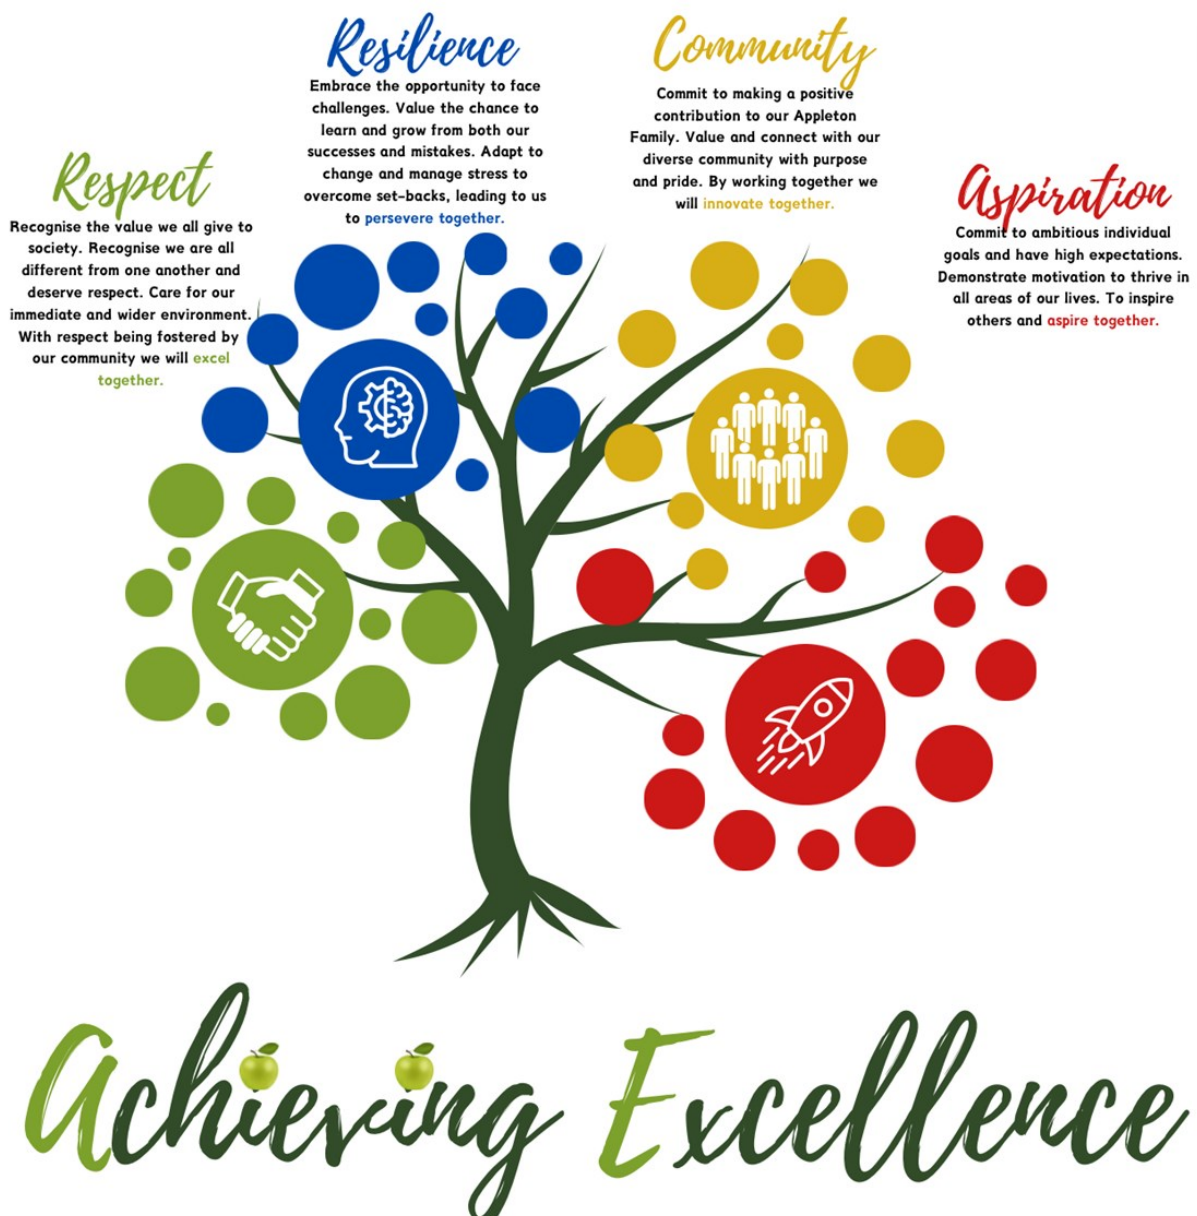 Respect
Recognise the value we all give to
society. Recognise we are all
different from one another and
deserve respect. Care for our
immediate and wider environment.
With respect being fostered by
our community we will excel
together.
Resilience
Embrace the opportunity to face
challenges. Value the chance to
learn and grow from both our
successes and mistakes. Adapt to
change and manage stress to
overcome set-backs, leading to us
to persevere together.
Community
Commit to making a positive
contribution to our Appleton
Family. Value and connect with our
diverse community with purpose
and pride. By working together we
will innovate together.
Aspiration
Commit to ambitious individual
goals and have high expectations.
Demonstrate motivation to thrive in
all areas of our lives. To inspire
others and aspire together.
Achieving Excellence